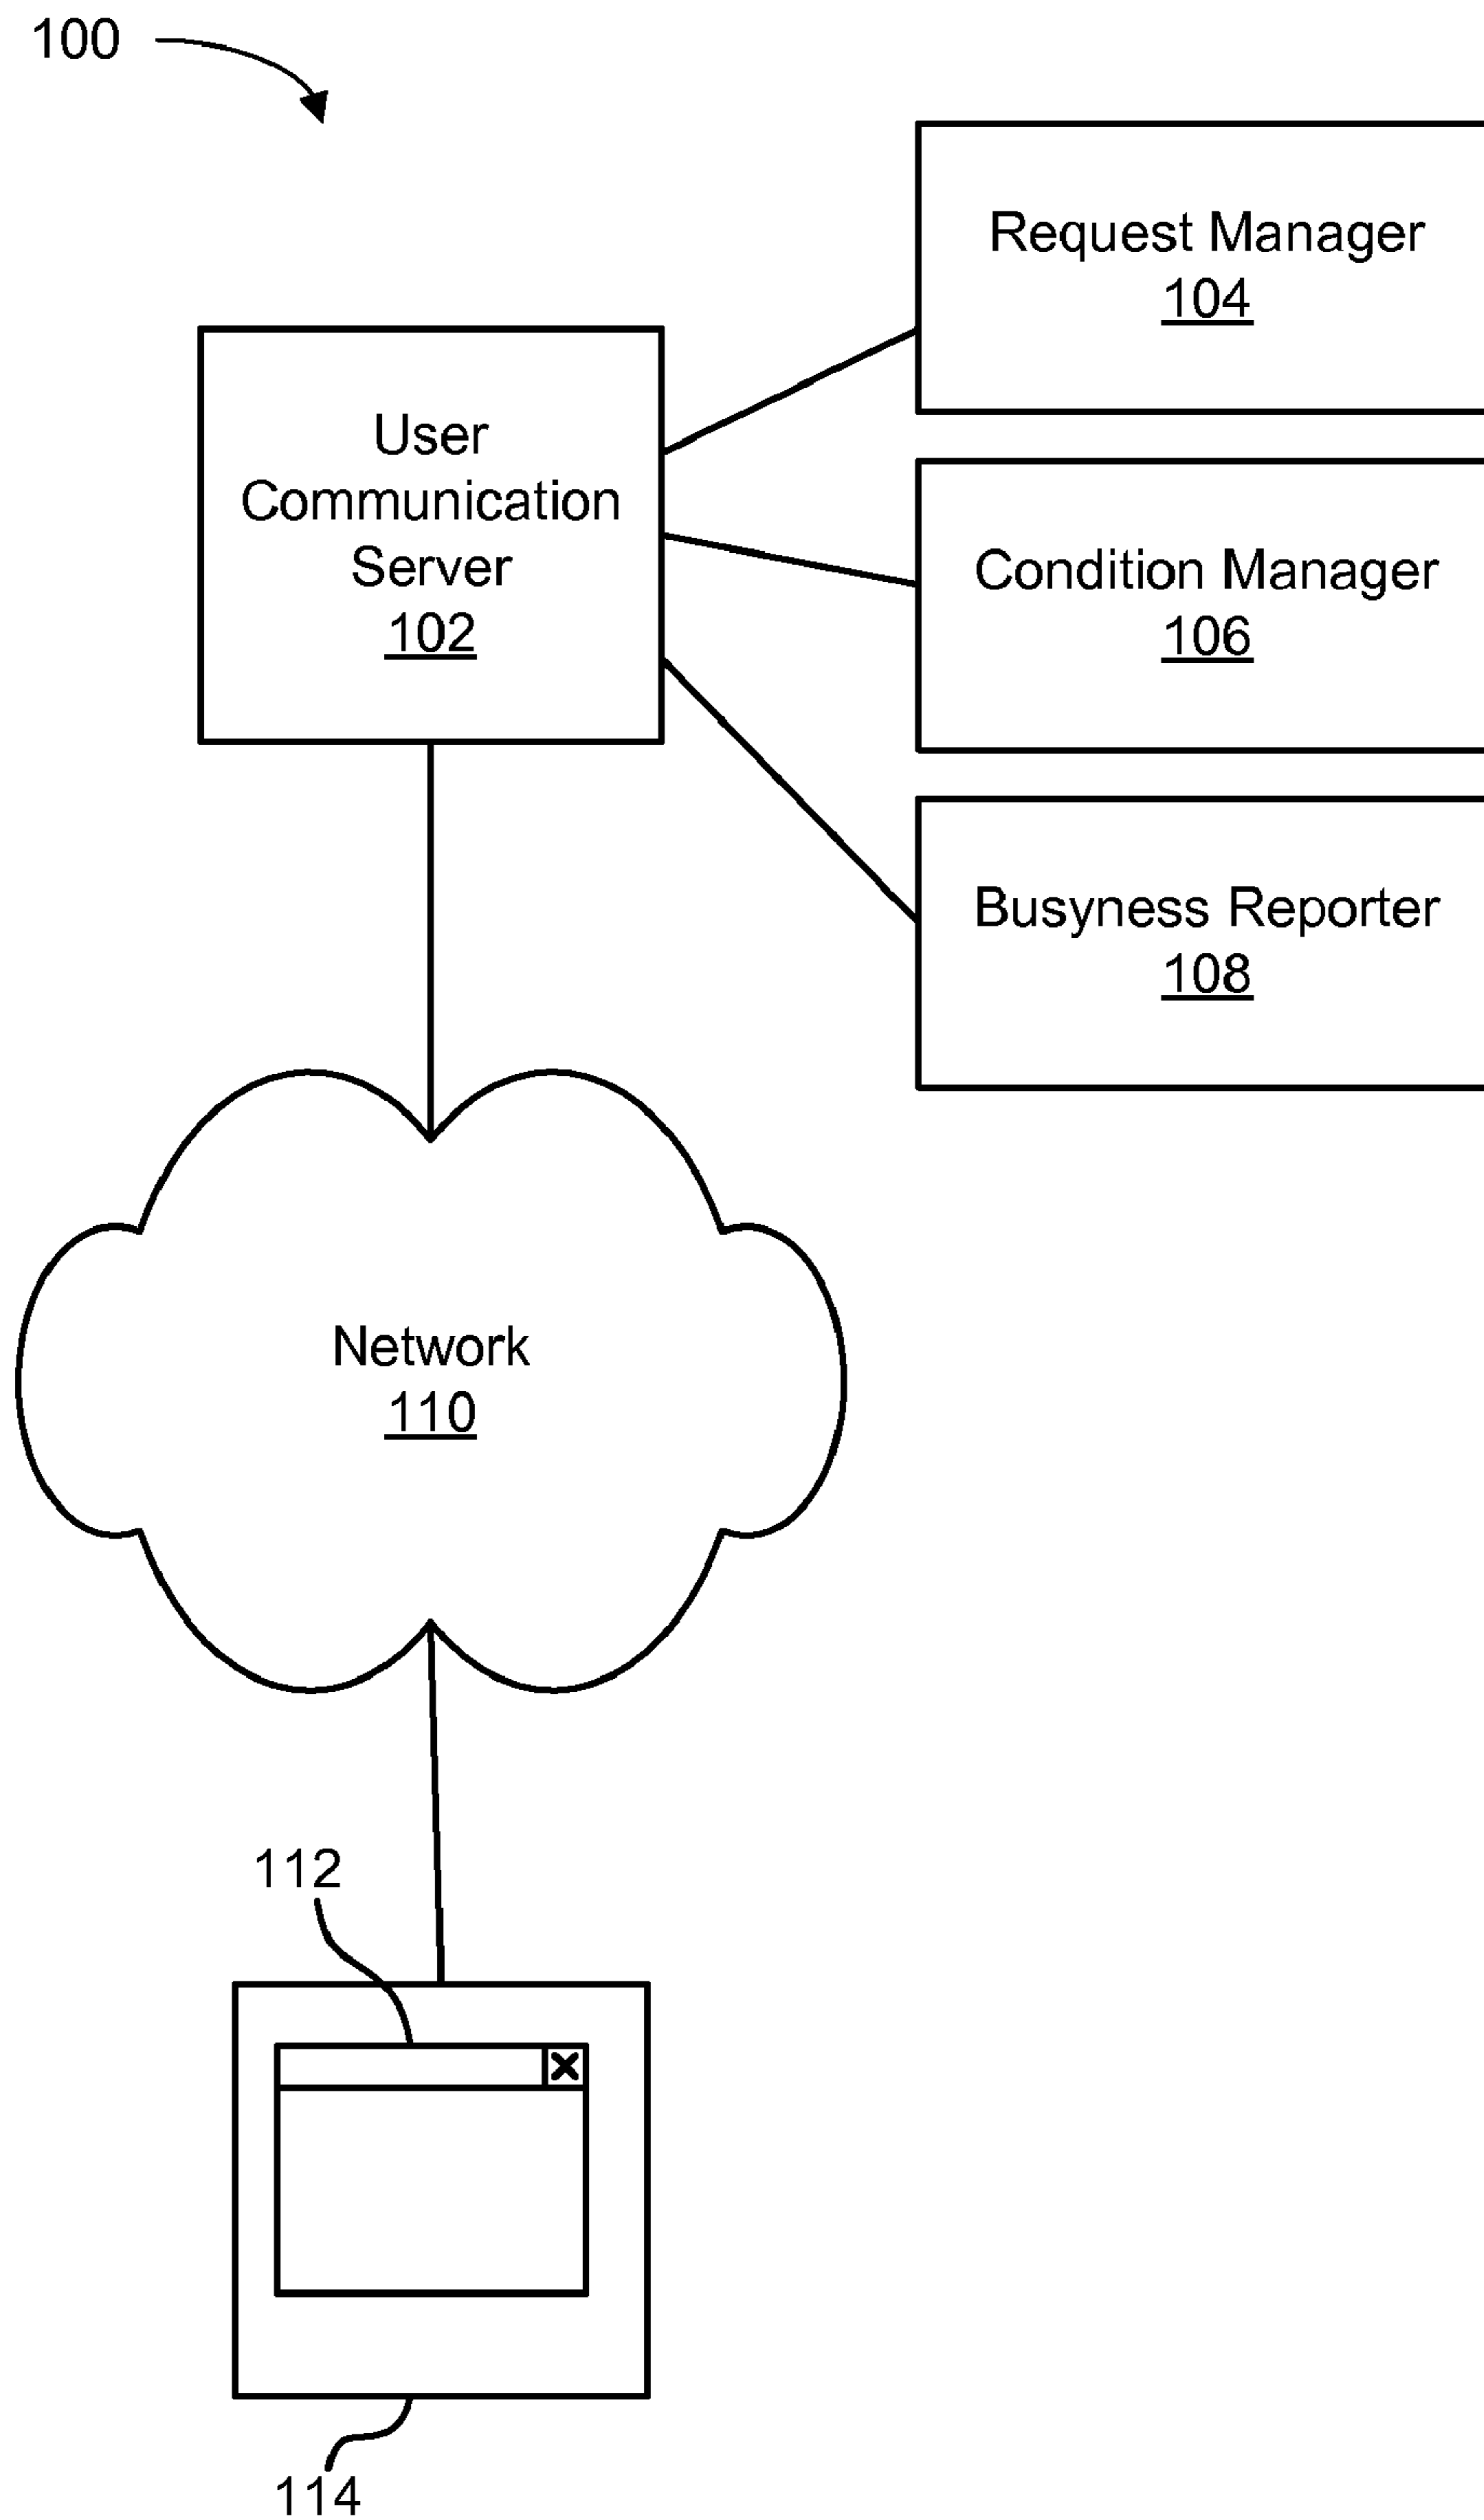 100
Request Manager
104
User
Communication
Server
102
Condition Manager
106
Busyness Reporter
108
Network
110
112
114